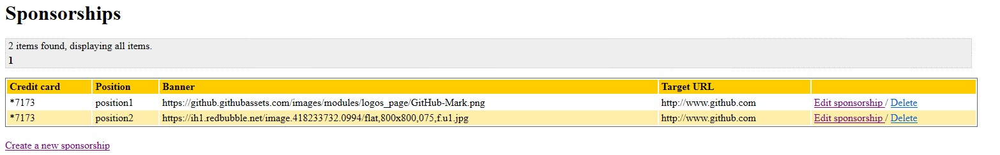 Sponsorships
2 items found, displaying all items.
1
Credit card Position Banner Target URL
*7173 position1 https://github.githubassets.com/images/modules/logos_page/GitHub-Mark.png http://www.github.com Edit sponsorship / Delete
*7173 position2 https://ih1.redbubble.net/image.418233732.0994/flat,800x800,075,f.u1.jpg http://www.github.com Edit sponsorship / Delete
Create a new sponsorship